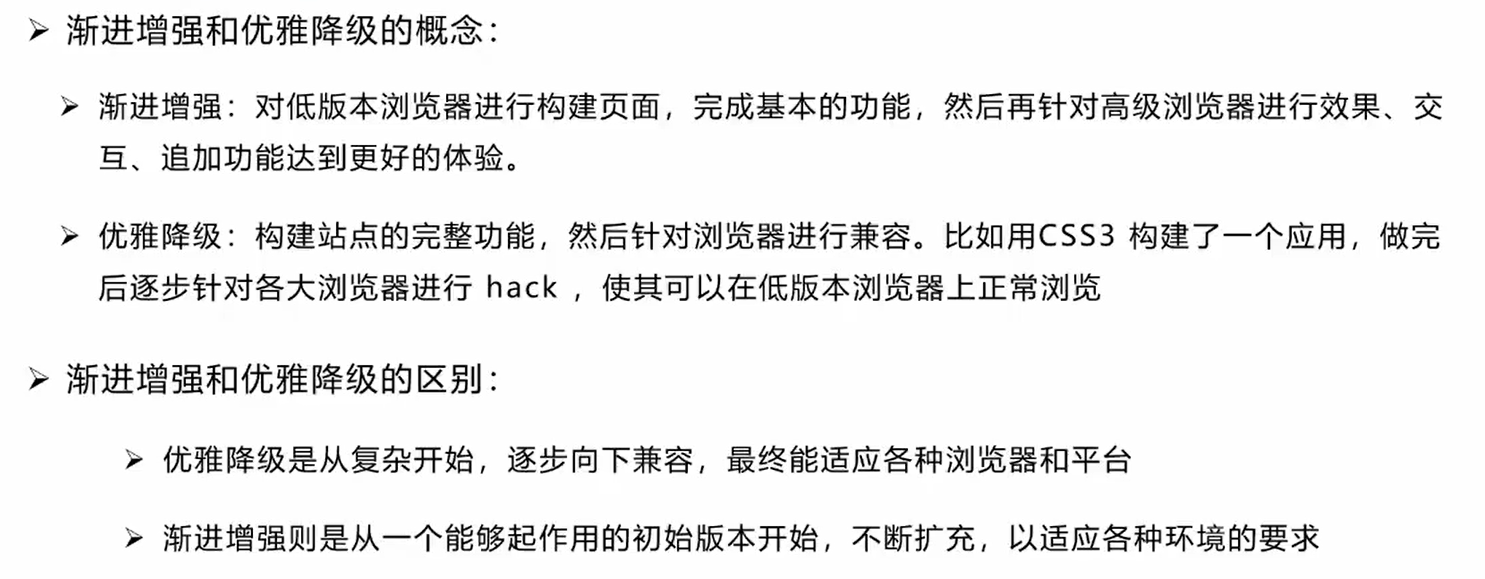 ➢ 渐进增强和优雅降级的概念：
➢ 渐进增强：对低版本浏览器进行构建页面，完成基本的功能，然后再针对高级浏览器进行效果、交
互、追加功能达到更好的体验。
➢ 优雅降级：构建站点的完整功能，然后针对浏览器进行兼容。比如用CSS3 构建了一个应用，做完
后逐步针对各大浏览器进行 hack ，使其可以在低版本浏览器上正常浏览
➢ 渐进增强和优雅降级的区别：
➢ 优雅降级是从复杂开始，逐步向下兼容，最终能适应各种浏览器和平台
➢ 渐进增强则是从一个能够起作用的初始版本开始，不断扩充，以适应各种环境的要求